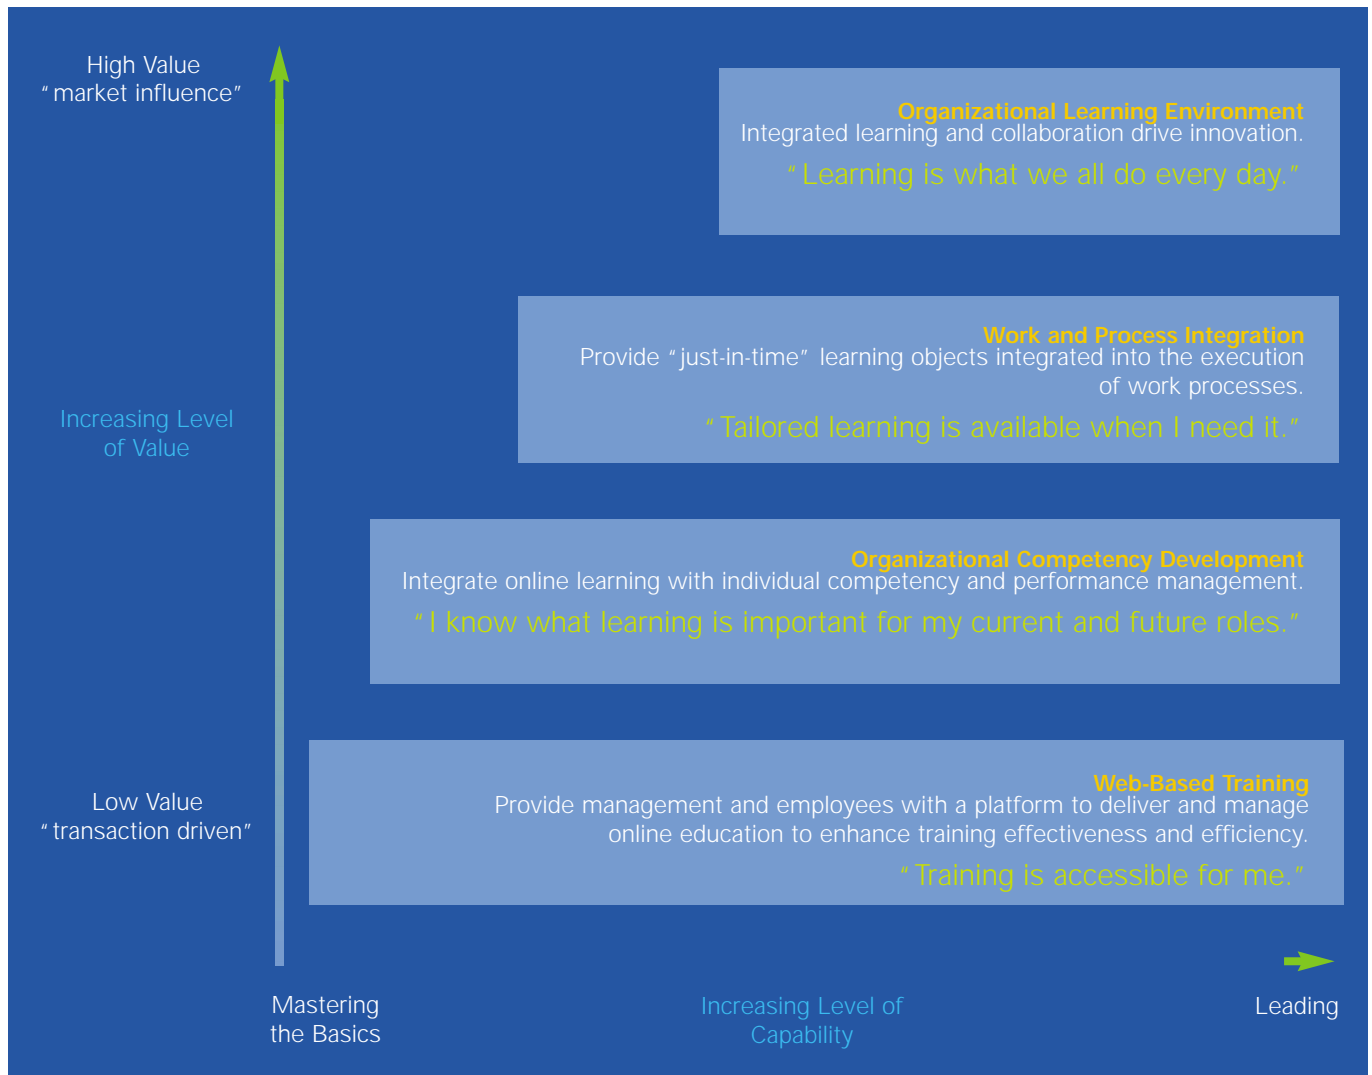 High Value
“market influence”
Organizational Learning Environment
Integrated learning and collaboration drive innovation.
“Learning is what we all do every day.”
Work and Process Integration
Provide “just-in-time” learning objects integrated into the execution
of work processes.
“Tailored learning is available when I need it.”
Increasing Level
of Value
Organizational Competency Development
Integrate online learning with individual competency and performance management.
“I know what learning is important for my current and future roles.”
Web-Based Training
Provide management and employees with a platform to deliver and manage
online education to enhance training effectiveness and efficiency.
“Training is accessible for me.”
Low Value
“transaction driven”
Mastering
the Basics
Increasing Level of
Capability
Leading